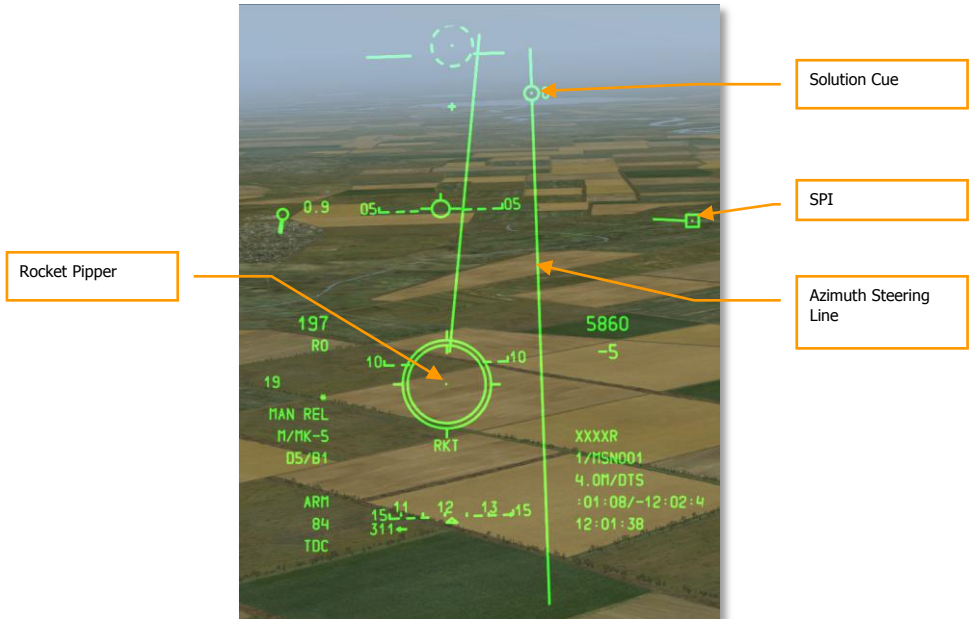 Solution Cue
0
SPI
0.9
05 05
Rocket Pipper
Azimuth Steering
Line
197
5860
RO
-5
10 10
19
MAN REL
M/MK-5
D5/B1
RKT
XXXXR
1/MSN001
4.0M/DTS
:01:08/-12:02:4
12:01:38
ARM
84
TDC
15 11 12 13 15
311←